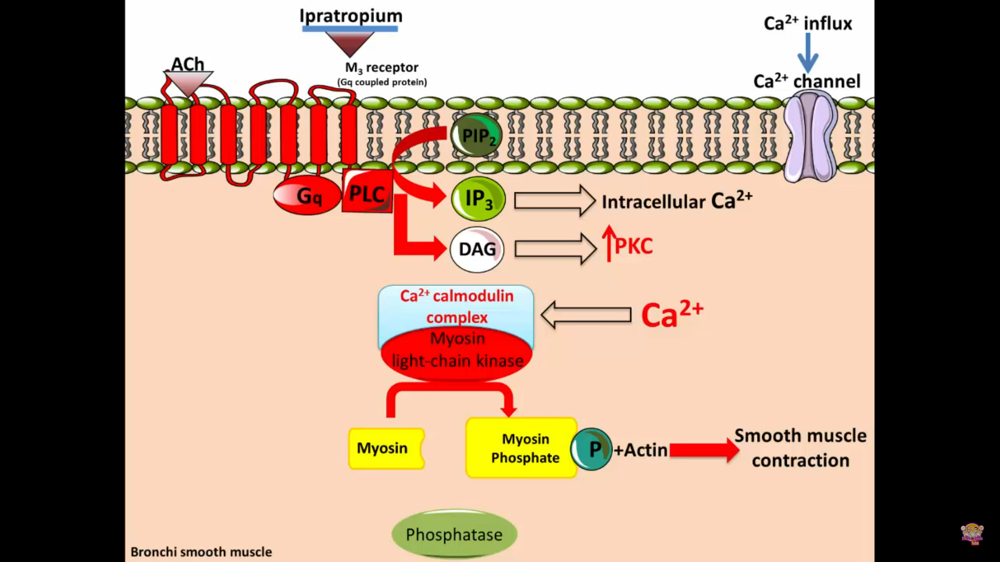 Ipratropium
Ca²⁺ influx
ACh
M₃ receptor
(Gq coupled protein)
Ca²⁺ channel
PIP₂
Gq
PLC
IP₃
Intracellular Ca²⁺
DAG
PKC
Ca²⁺ calmodulin
complex
Ca²⁺
Myosin
light-chain kinase
Myosin
Myosin
Phosphate
P
+Actin
Smooth muscle
contraction
Phosphatase
Bronchi smooth muscle